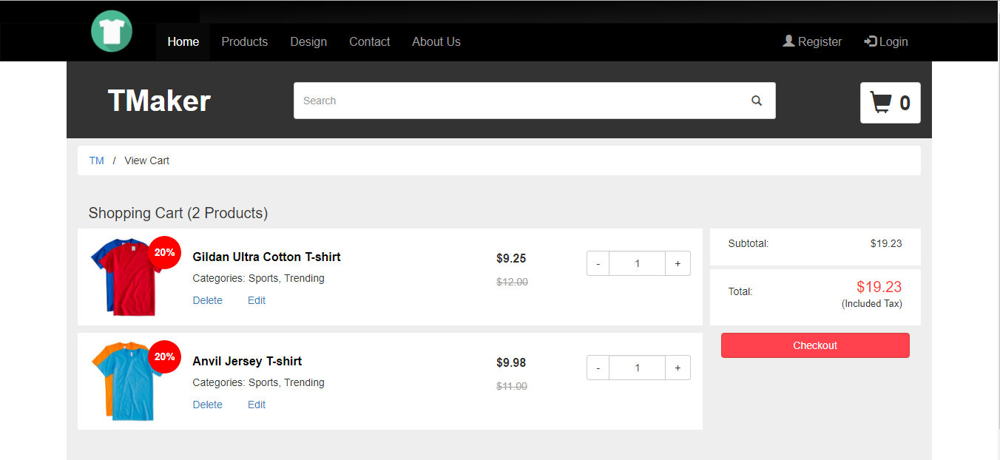 Home Products Design Contact About Us Register Login
TMaker Search 0
TM / View Cart
Shopping Cart (2 Products)
20%
Gildan Ultra Cotton T-shirt
Categories: Sports, Trending
Delete Edit
$9.25
$12.00
- 1 +
20%
Anvil Jersey T-shirt
Categories: Sports, Trending
Delete Edit
$9.98
$11.00
- 1 +
Subtotal: $19.23
Total: $19.23
(Included Tax)
Checkout